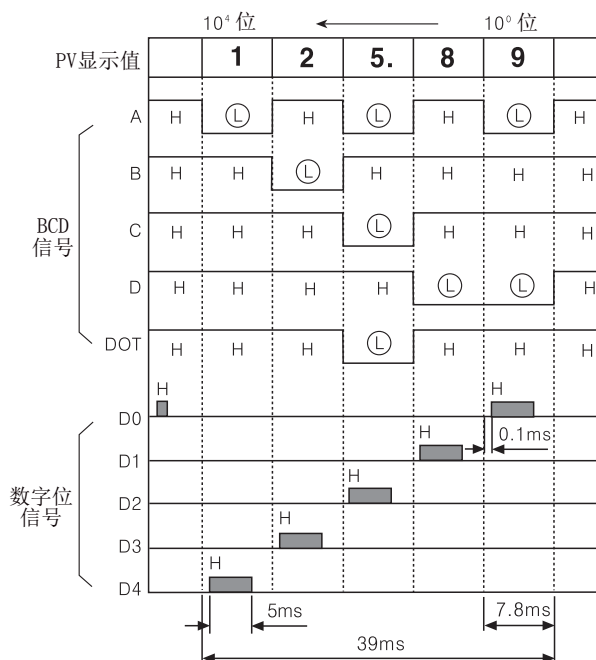 10⁴ 位 10⁰ 位
PV显示值 1 2 5. 8 9
A H L H L H L H
B H H L H H H H
C H H H L H H H
D H H H H L L H
DOT H H H L H H H
BCD
信号
H H
D0
H 0.1ms
D1
H
D2
数字位
信号
H
D3
H
D4
5ms 7.8ms
39ms